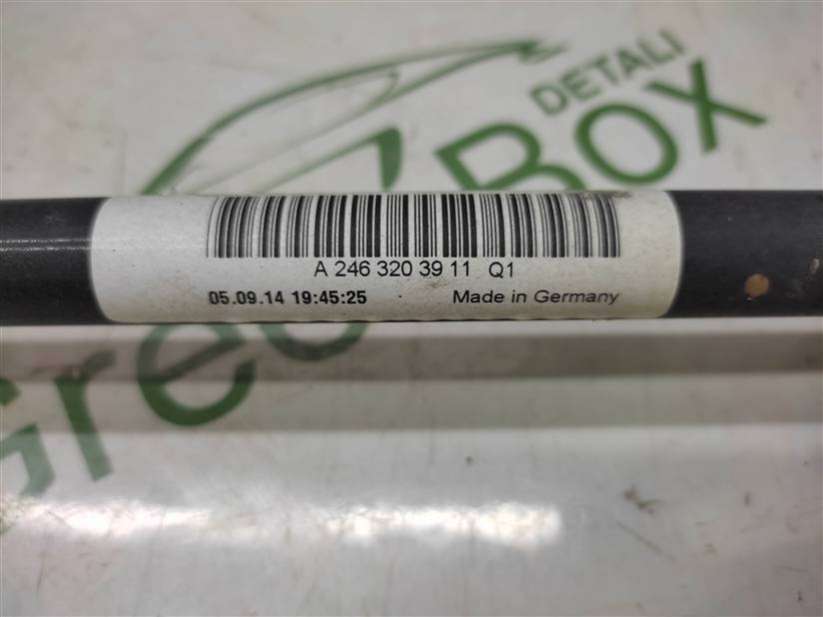 DETALI
Box
Gree
A 246 320 39 11 Q1
05.09.14 19:45:25
Made in Germany